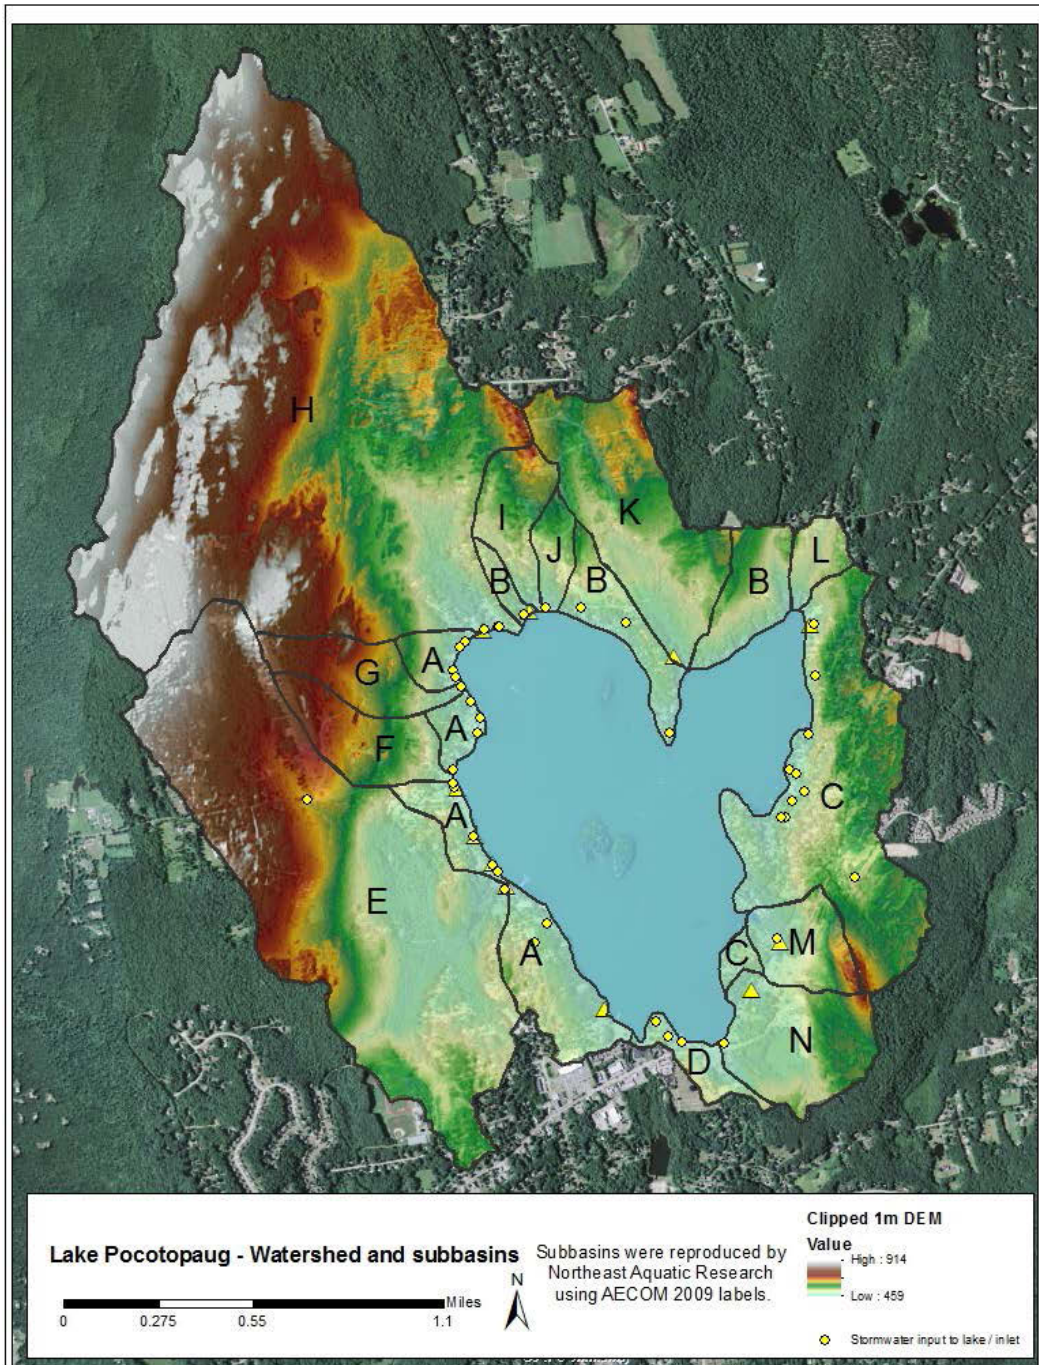 H
I
K
J
L
B
B
B
G
A
F
A
A
C
E
A
C
M
N
D
Lake Pocotopaug - Watershed and subbasins
Subbasins were reproduced by
Northeast Aquatic Research
using AECOM 2009 labels.
N
Miles
0 0.275 0.55 1.1
Clipped 1m DEM
Value
High : 914
Low : 459
Stormwater input to lake / inlet